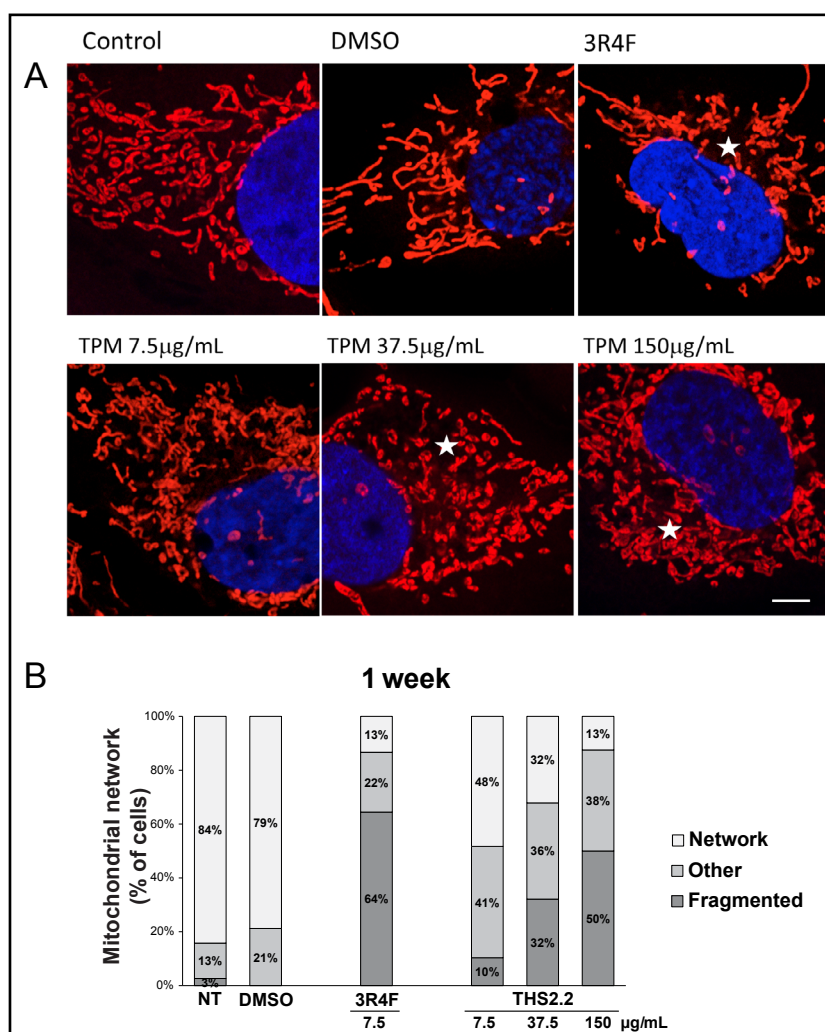 Control DMSO 3R4F
A
TPM 7.5µg/mL TPM 37.5µg/mL TPM 150µg/mL
B
1 week
Mitochondrial network
(% of cells)
100%
80%
60%
40%
20%
0%
84%
13%
3%
79%
21%
13%
22%
64%
48%
41%
10%
32%
36%
32%
13%
38%
50%
Network
Other
Fragmented
NT DMSO 3R4F THS2.2
7.5 7.5 37.5 150 µg/mL